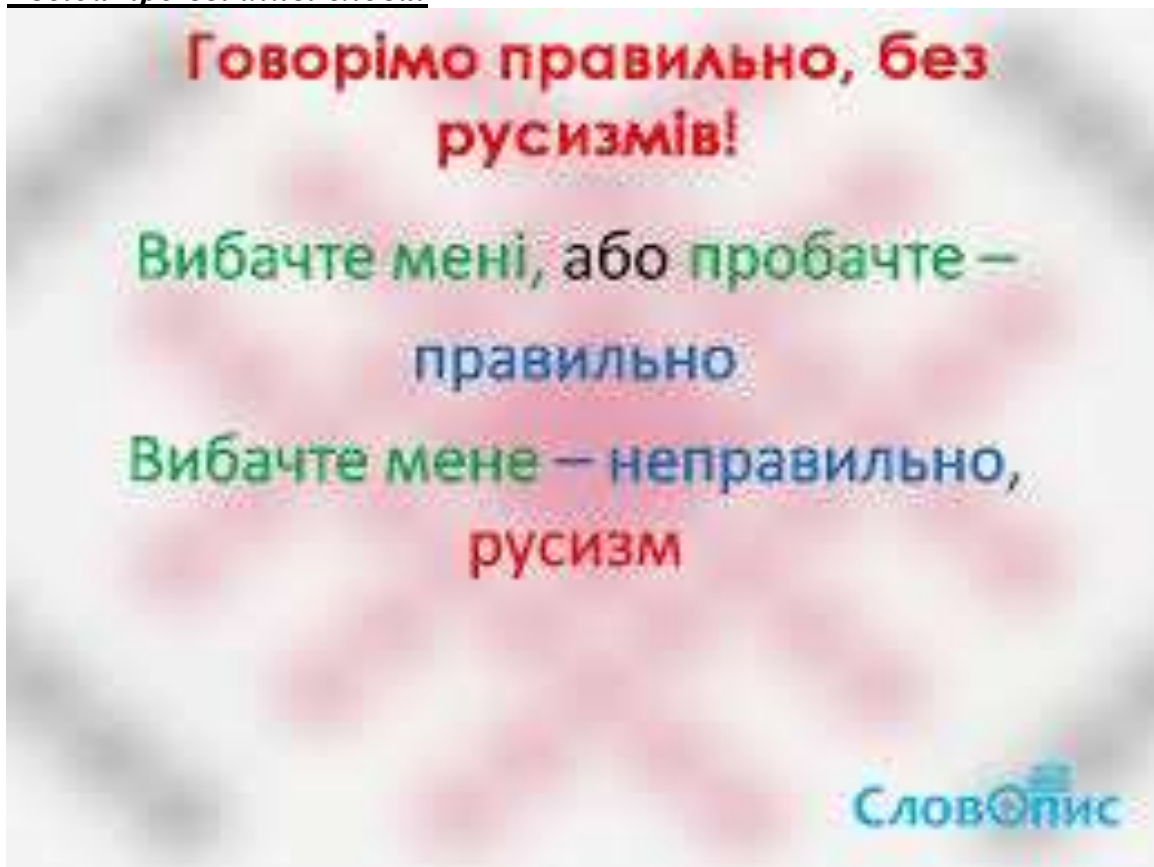 Говорімо правильно, без
русизмів!
Вибачте мені, або пробачте –
правильно
Вибачте мене – неправильно,
русизм
СловОпис